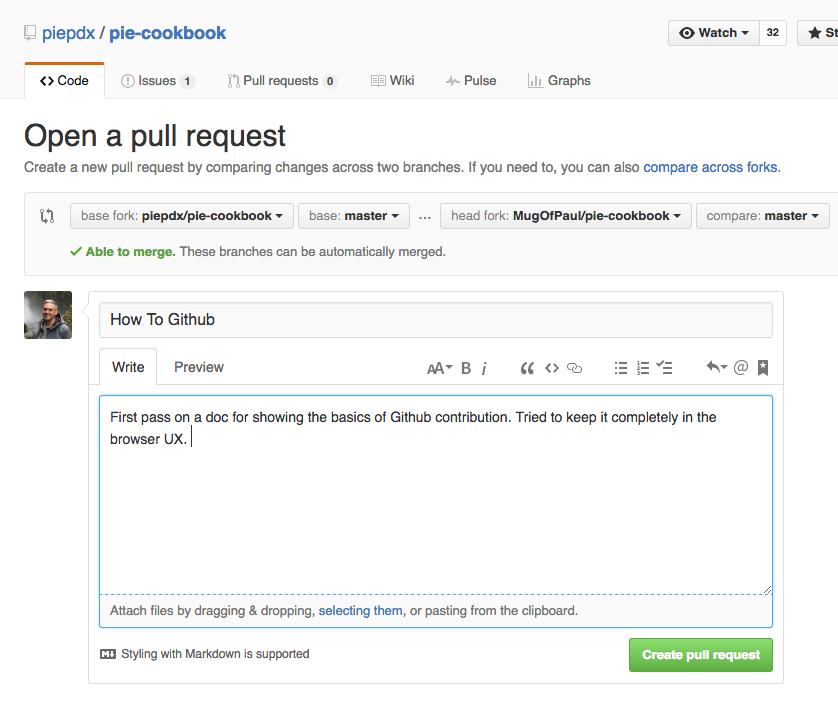 piepdx / pie-cookbook
Watch 32 St
Code Issues 1 Pull requests 0 Wiki Pulse Graphs
Open a pull request
Create a new pull request by comparing changes across two branches. If you need to, you can also compare across forks.
base fork: piepdx/pie-cookbook base: master ... head fork: MugOfPaul/pie-cookbook compare: master
Able to merge. These branches can be automatically merged.
How To Github
Write Preview AA B i @
First pass on a doc for showing the basics of Github contribution. Tried to keep it completely in the
browser UX.
Attach files by dragging & dropping, selecting them, or pasting from the clipboard.
Styling with Markdown is supported
Create pull request